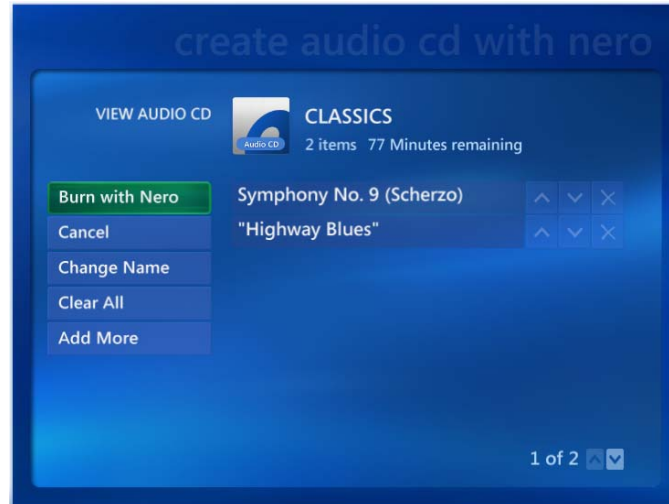 create audio cd with nero
VIEW AUDIO CD
CLASSICS
Audio CD
2 items 77 Minutes remaining
Burn with Nero
Symphony No. 9 (Scherzo)
Cancel
"Highway Blues"
Change Name
Clear All
Add More
1 of 2